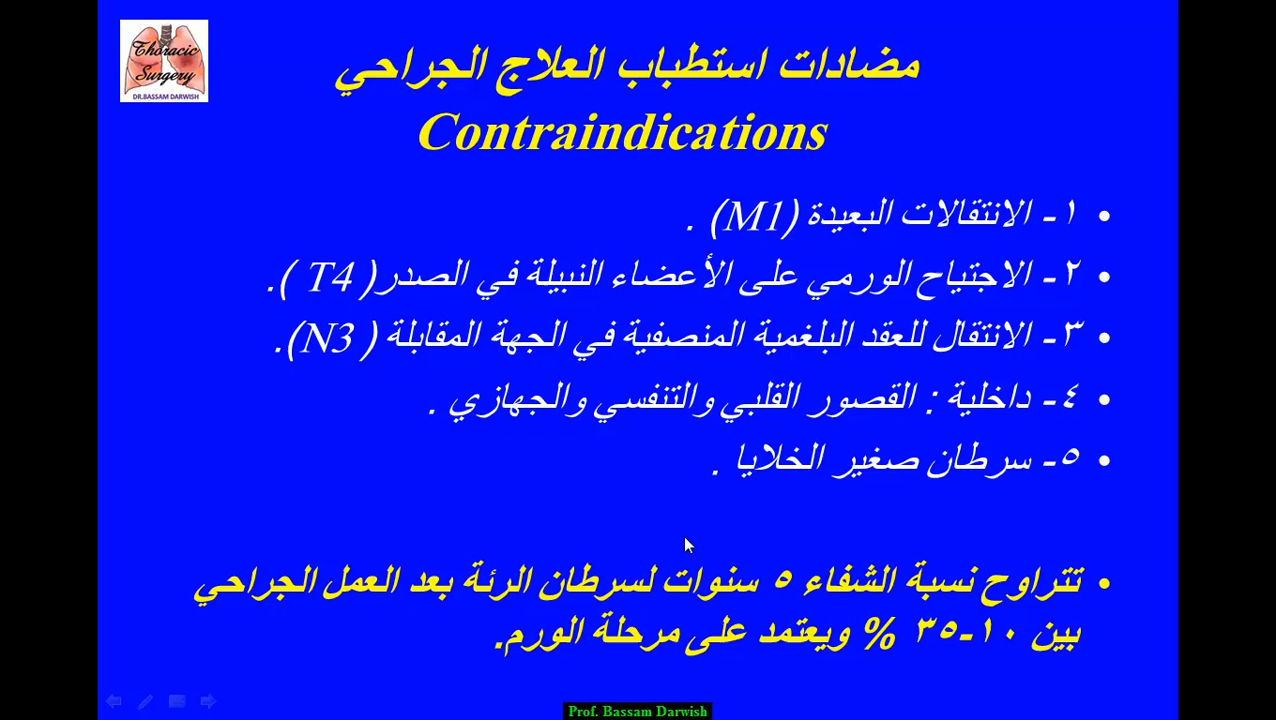 Thoracic
Surgery
DR.BASSAM DARWISH
مضادات استطباب العلاج الجراحي
Contraindications
• ١- الانتقالات البعيدة (M1) .
• ٢- الاجتياح الورمي على الأعضاء النبيلة في الصدر( T4 ).
• ٣- الانتقال للعقد البلغمية المنصفية في الجهة المقابلة ( N3).
• ٤- داخلية : القصور القلبي والتنفسي والجهازي .
• ٥- سرطان صغير الخلايا .
• تتراوح نسبة الشفاء ٥ سنوات لسرطان الرئة بعد العمل الجراحي
بين ١٠-٣٥ % ويعتمد على مرحلة الورم.
Prof. Bassam Darwish